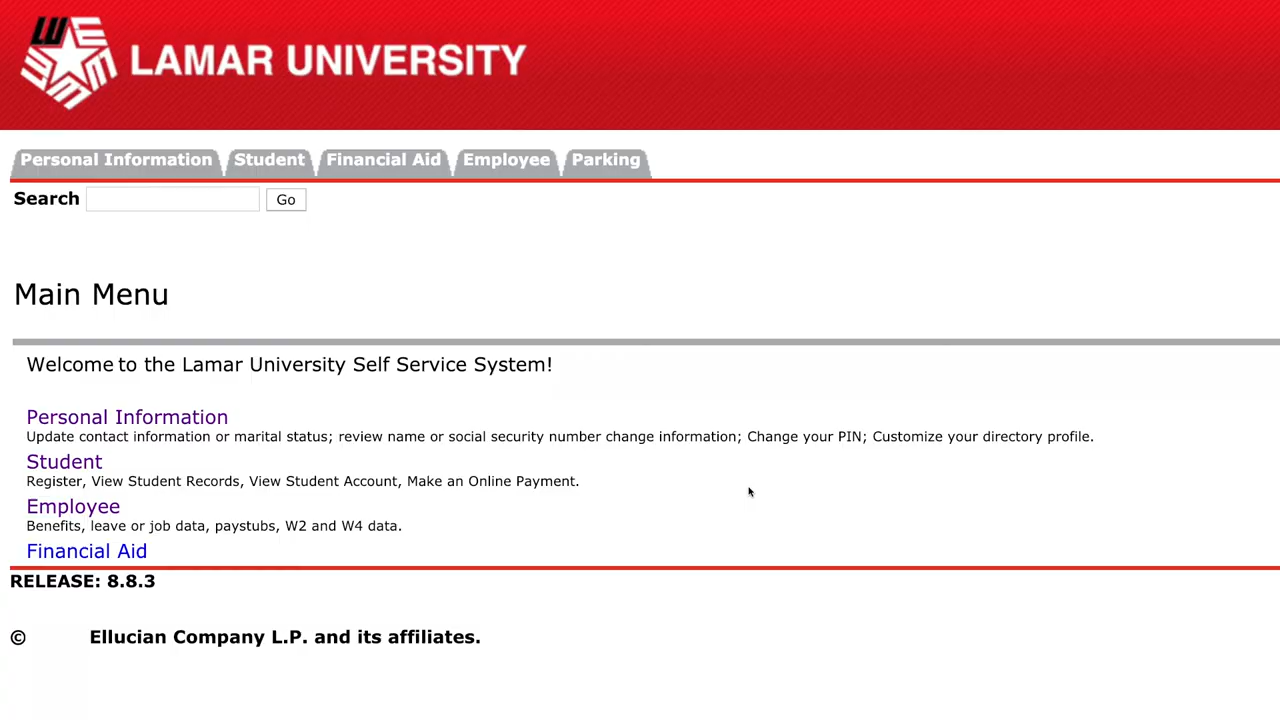 LU
LAMAR UNIVERSITY
Personal Information Student Financial Aid Employee Parking
Search Go
Main Menu
Welcome to the Lamar University Self Service System!
Personal Information
Update contact information or marital status; review name or social security number change information; Change your PIN; Customize your directory profile.
Student
Register, View Student Records, View Student Account, Make an Online Payment.
Employee
Benefits, leave or job data, paystubs, W2 and W4 data.
Financial Aid
RELEASE: 8.8.3
© Ellucian Company L.P. and its affiliates.